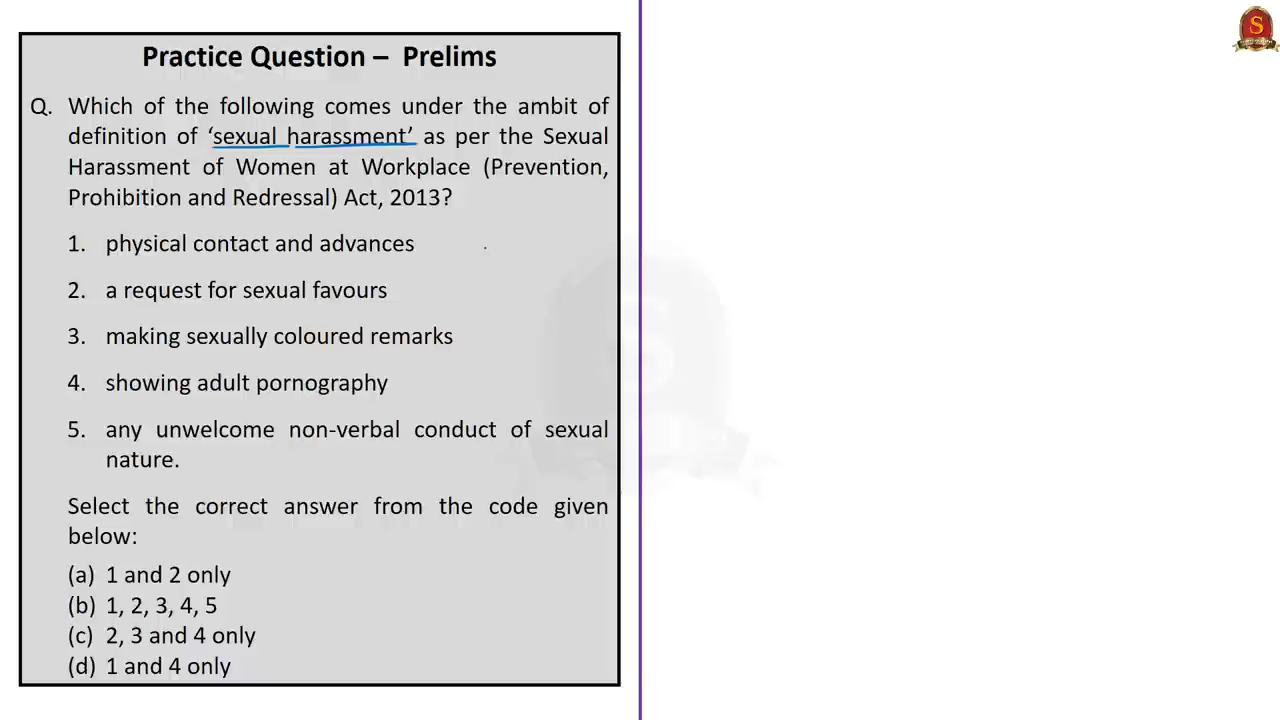 Practice Question – Prelims
Q. Which of the following comes under the ambit of
definition of ‘sexual harassment’ as per the Sexual
Harassment of Women at Workplace (Prevention,
Prohibition and Redressal) Act, 2013?
1. physical contact and advances
2. a request for sexual favours
3. making sexually coloured remarks
4. showing adult pornography
5. any unwelcome non-verbal conduct of sexual
nature.
Select the correct answer from the code given
below:
(a) 1 and 2 only
(b) 1, 2, 3, 4, 5
(c) 2, 3 and 4 only
(d) 1 and 4 only
S